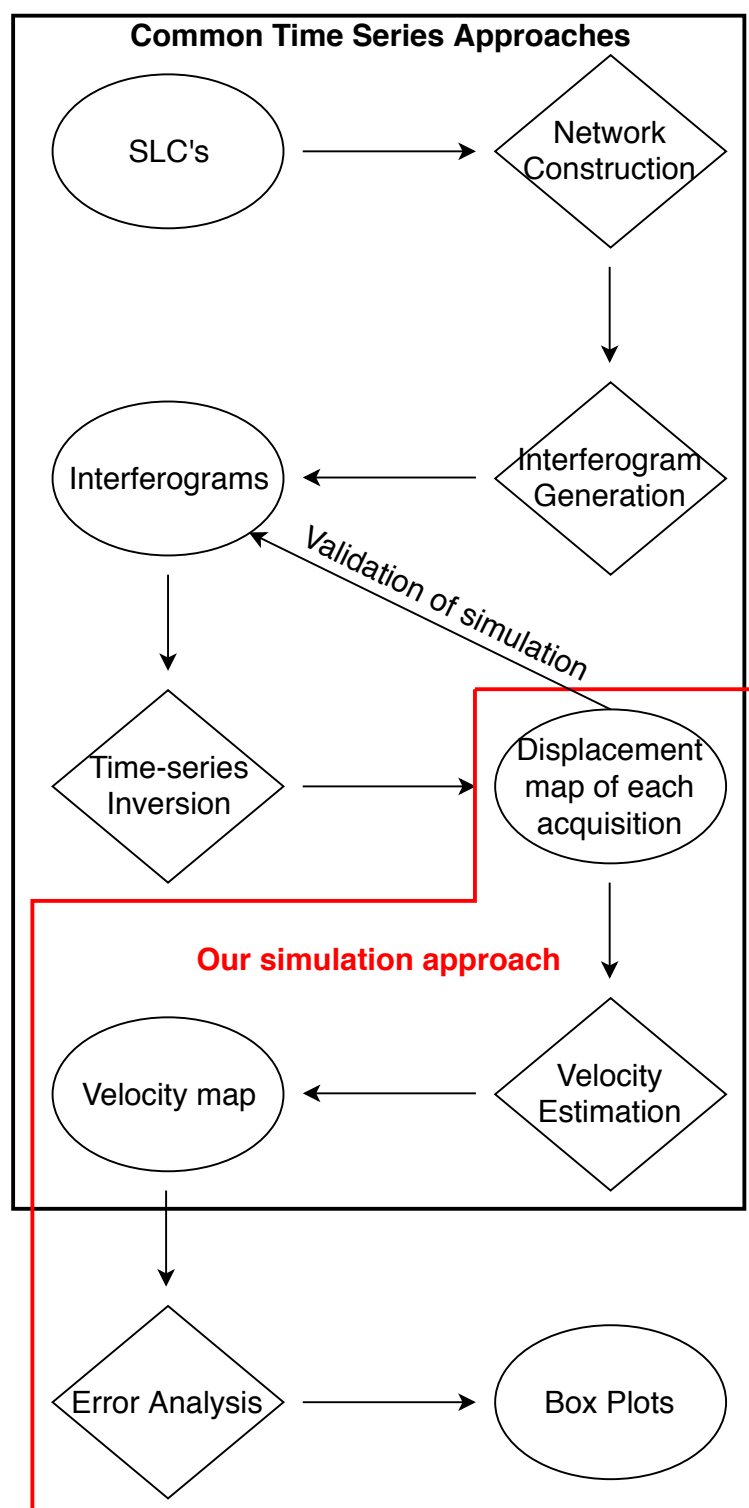 Common Time Series Approaches
SLC's
Network
Construction
Interferograms
Interferogram
Generation
Validation of simulation
Time-series
Inversion
Displacement
map of each
acquisition
Our simulation approach
Velocity map
Velocity
Estimation
Error Analysis
Box Plots